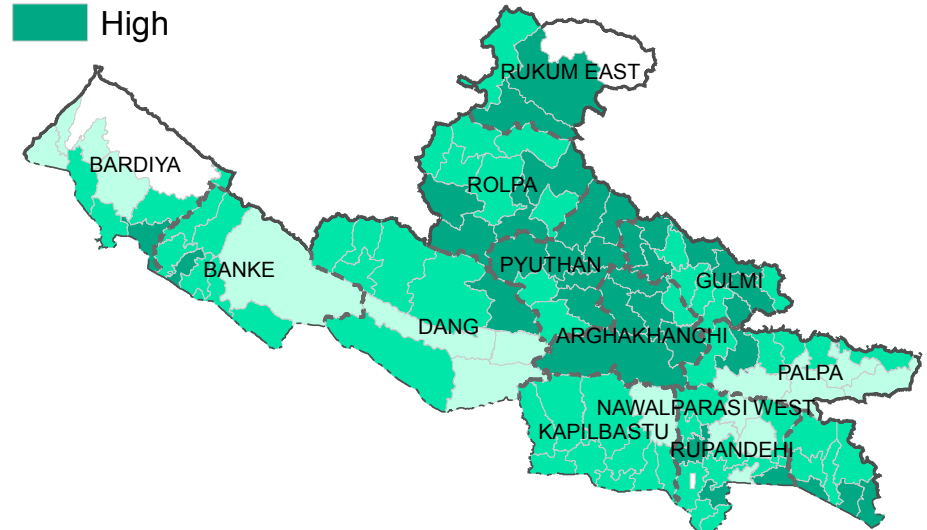 High
RUKUM EAST
BARDIYA
ROLPA
BANKE
PYUTHAN
GULMI
DANG
ARGHAKHANCHI
PALPA
NAWALPARASI WEST
KAPILBASTU
RUPANDEHI